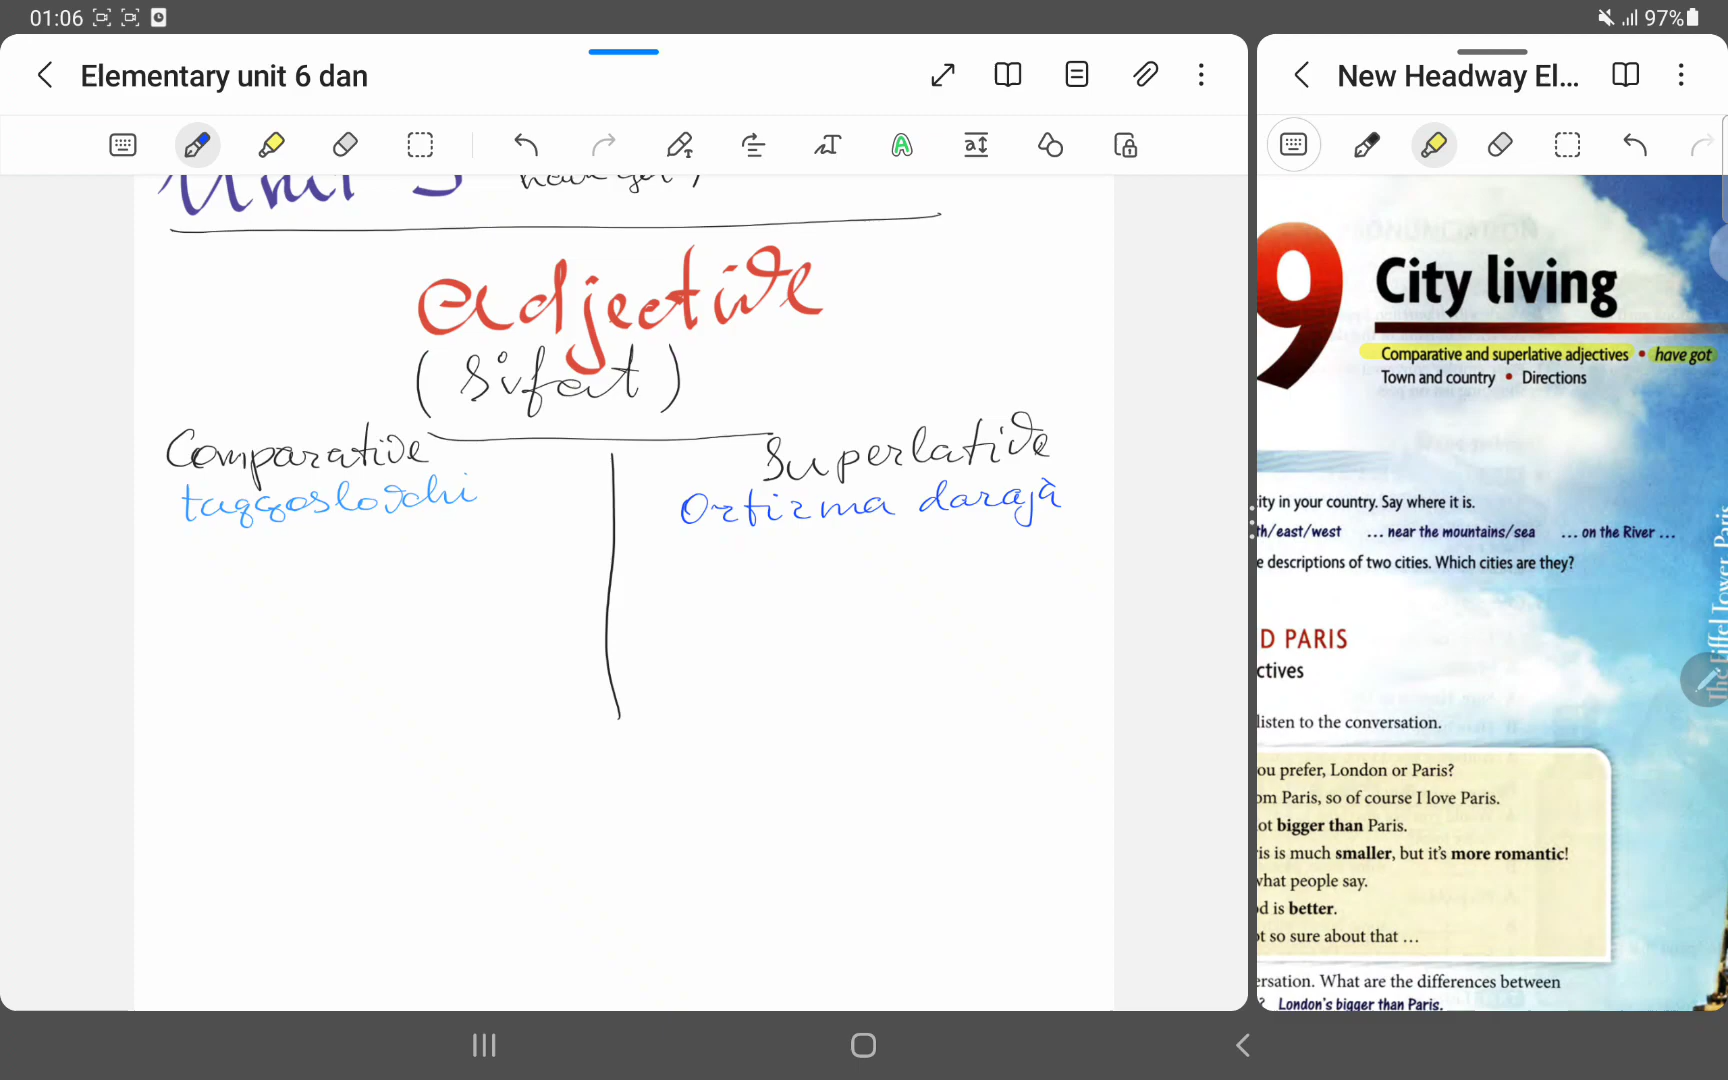 01:06
97%
Elementary unit 6 dan
Unit
adjective
(Sifat)
Comparative
Superlative
taqqoslovchi
Ortirma daraja
New Headway El...
9
City living
Comparative and superlative adjectives • have got
Town and country • Directions
ity in your country. Say where it is.
th/east/west ... near the mountains/sea ... on the River ...
e descriptions of two cities. Which cities are they?
D PARIS
ctives
listen to the conversation.
ou prefer, London or Paris?
om Paris, so of course I love Paris.
ot bigger than Paris.
ris is much smaller, but it's more romantic!
what people say.
d is better.
ot so sure about that ...
ersation. What are the differences between
? London's bigger than Paris.
The Eiffel Tower Paris